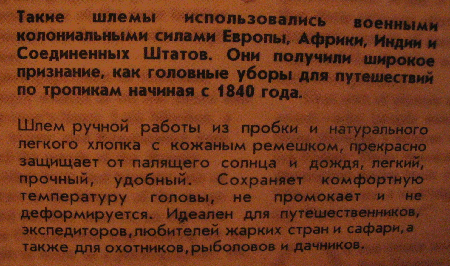 Такие шлемы использовались военными
колониальными силами Европы, Африки, Индии и
Соединенных Штатов. Они получили широкое
признание, как головные уборы для путешествий
по тропикам начиная с 1840 года.
Шлем ручной работы из пробки и натурального
легкого хлопка с кожаным ремешком, прекрасно
защищает от палящего солнца и дождя, легкий,
прочный, удобный. Сохраняет комфортную
температуру головы, не промокает и не
деформируется. Идеален для путешественников,
экспедиторов,любителей жарких стран и сафари,а
также для охотников,рыболовов и дачников.